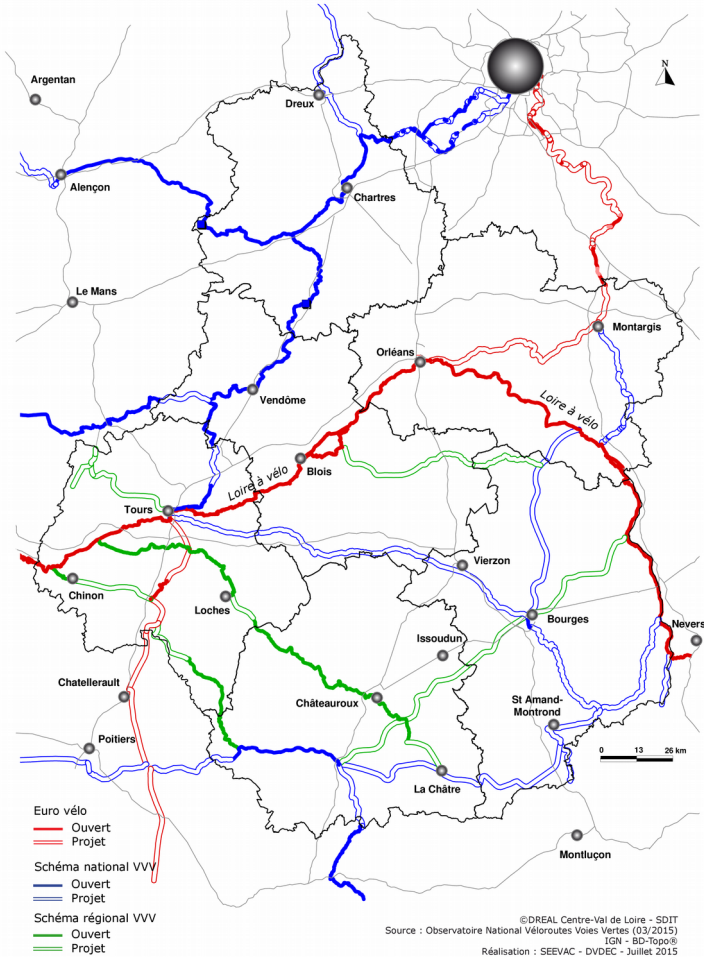 N
Argentan
Dreux
Alençon
Chartres
Le Mans
Montargis
Orléans
Vendôme
Loire à vélo
Loire à vélo
Blois
Tours
Vierzon
Chinon
Loches
Bourges
Issoudun
Nevers
Chatellerault
Châteauroux
St Amand-
Montrond
Poitiers
0 13 26 km
La Châtre
Montluçon
Euro vélo
Ouvert
Projet
Schéma national VVV
Ouvert
Projet
Schéma régional VVV
Ouvert
Projet
©DREAL Centre-Val de Loire - SDIT
Source : Observatoire National Véloroutes Voies Vertes (03/2015)
IGN - BD-Topo®
Réalisation : SEEVAC - DVDEC - Juillet 2015